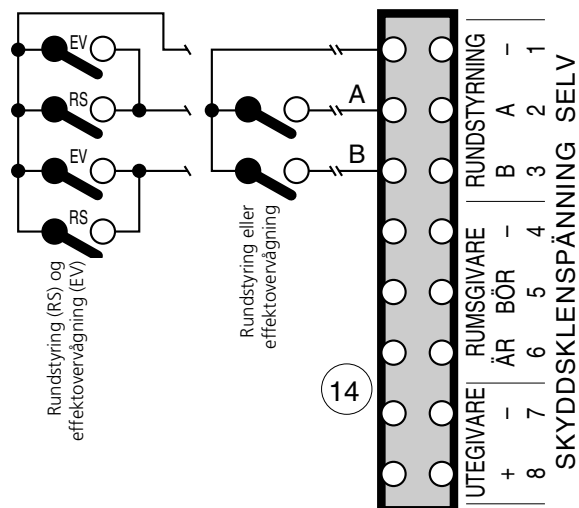 EV
RS
EV
RS
Rundstyring (RS) og
effektovervågning (EV)
A
B
Rundstyring eller
effektovervågning
14
RUNDSTYRNING
– 1
A 2
B 3
RUMSGIVARE
– 4
BÖR 5
ÄR 6
UTEGIVARE
– 7
+ 8
SKYDDSKLENSPÄNNING SELV